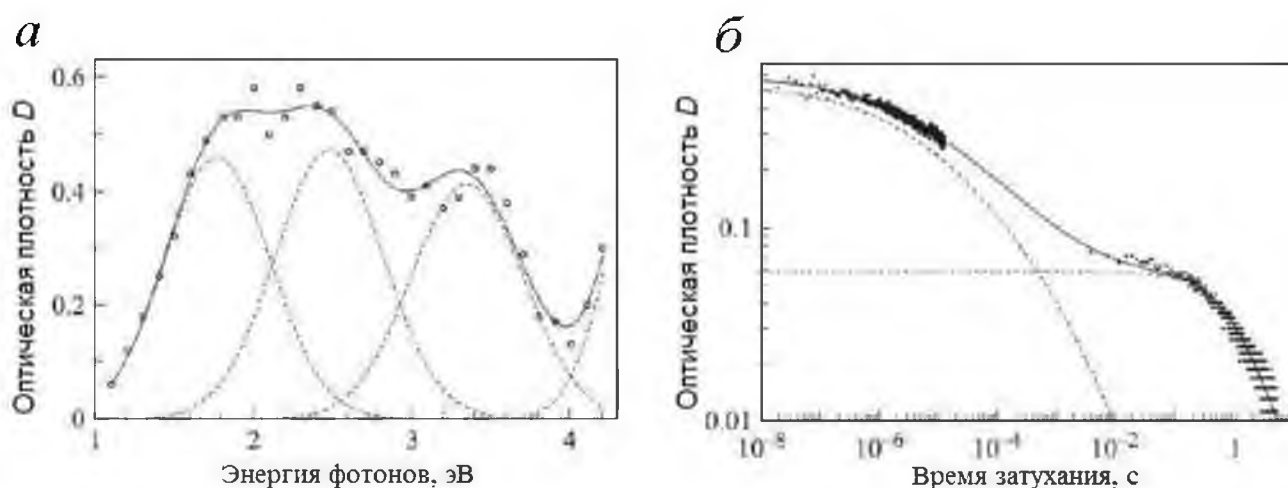 а
Оптическая плотность D
0.6
0.4
0.2
0
1
2
3
4
Энергия фотонов, эВ
б
Оптическая плотность D
0.1
0.01
10⁻⁸
10⁻⁶
10⁻⁴
10⁻²
1
Время затухания, с